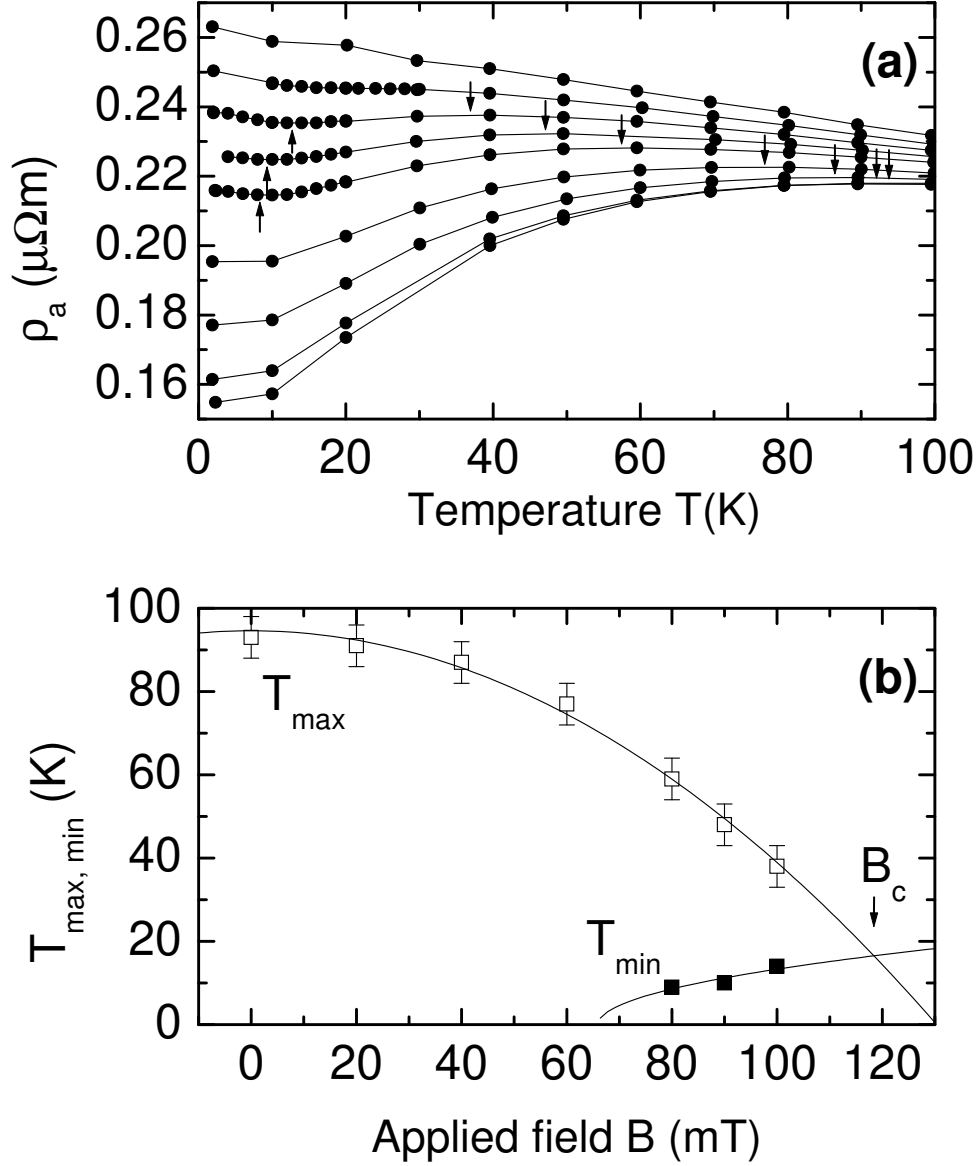 0.26
0.24
0.22
0.20
0.18
0.16
ρa (μΩm)
(a)
0 20 40 60 80 100
Temperature T(K)
100
80
60
40
20
0
Tmax, min (K)
(b)
Tmax
Bc
Tmin
0 20 40 60 80 100 120
Applied field B (mT)